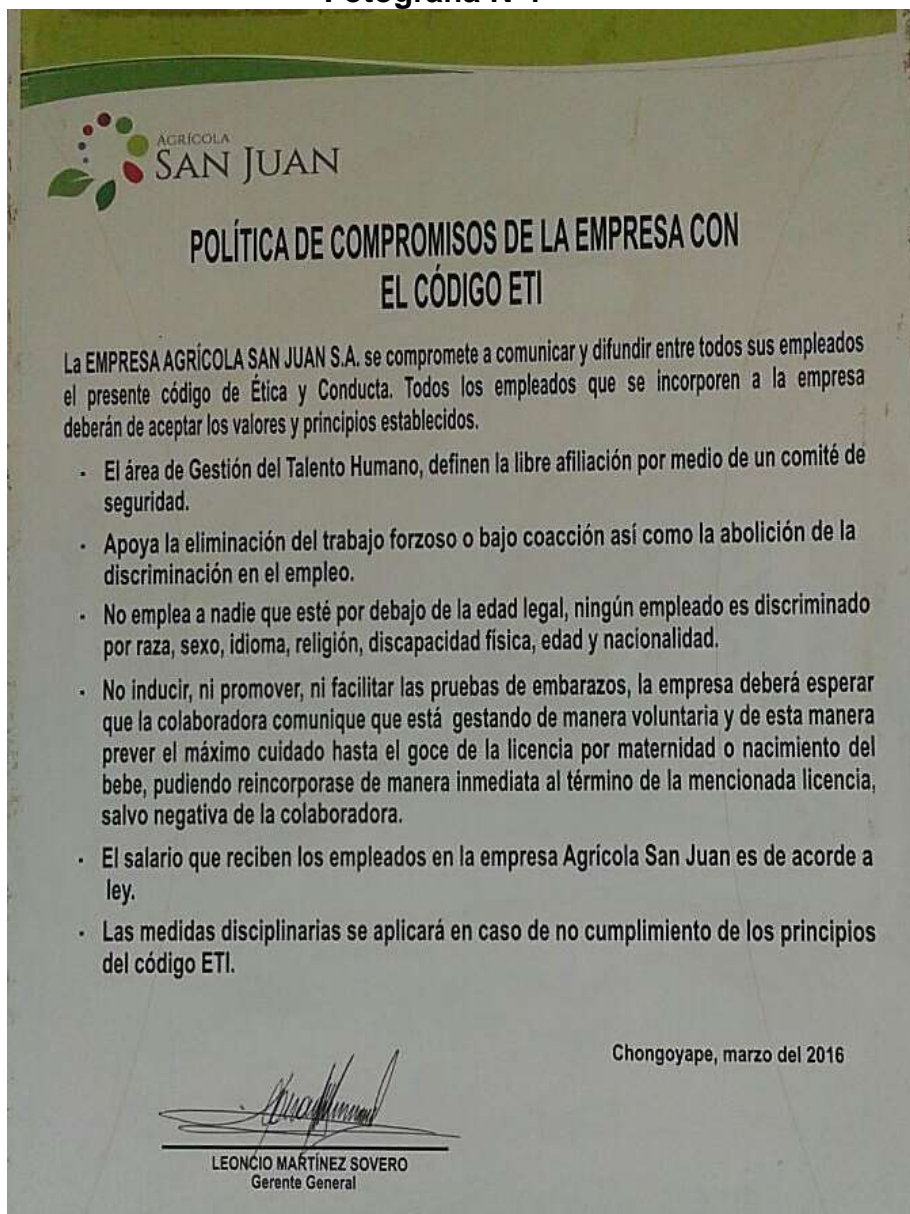 AGRÍCOLA
SAN JUAN
POLÍTICA DE COMPROMISOS DE LA EMPRESA CON
EL CÓDIGO ETI
La EMPRESA AGRÍCOLA SAN JUAN S.A. se compromete a comunicar y difundir entre todos sus empleados
el presente código de Ética y Conducta. Todos los empleados que se incorporen a la empresa
deberán de aceptar los valores y principios establecidos.
- El área de Gestión del Talento Humano, definen la libre afiliación por medio de un comité de
seguridad.
- Apoya la eliminación del trabajo forzoso o bajo coacción así como la abolición de la
discriminación en el empleo.
- No emplea a nadie que esté por debajo de la edad legal, ningún empleado es discriminado
por raza, sexo, idioma, religión, discapacidad física, edad y nacionalidad.
- No inducir, ni promover, ni facilitar las pruebas de embarazos, la empresa deberá esperar
que la colaboradora comunique que está gestando de manera voluntaria y de esta manera
prever el máximo cuidado hasta el goce de la licencia por maternidad o nacimiento del
bebe, pudiendo reincorporase de manera inmediata al término de la mencionada licencia,
salvo negativa de la colaboradora.
- El salario que reciben los empleados en la empresa Agrícola San Juan es de acorde a
ley.
- Las medidas disciplinarias se aplicará en caso de no cumplimiento de los principios
del código ETI.
Chongoyape, marzo del 2016
LEONCIO MARTÍNEZ SOVERO
Gerente General